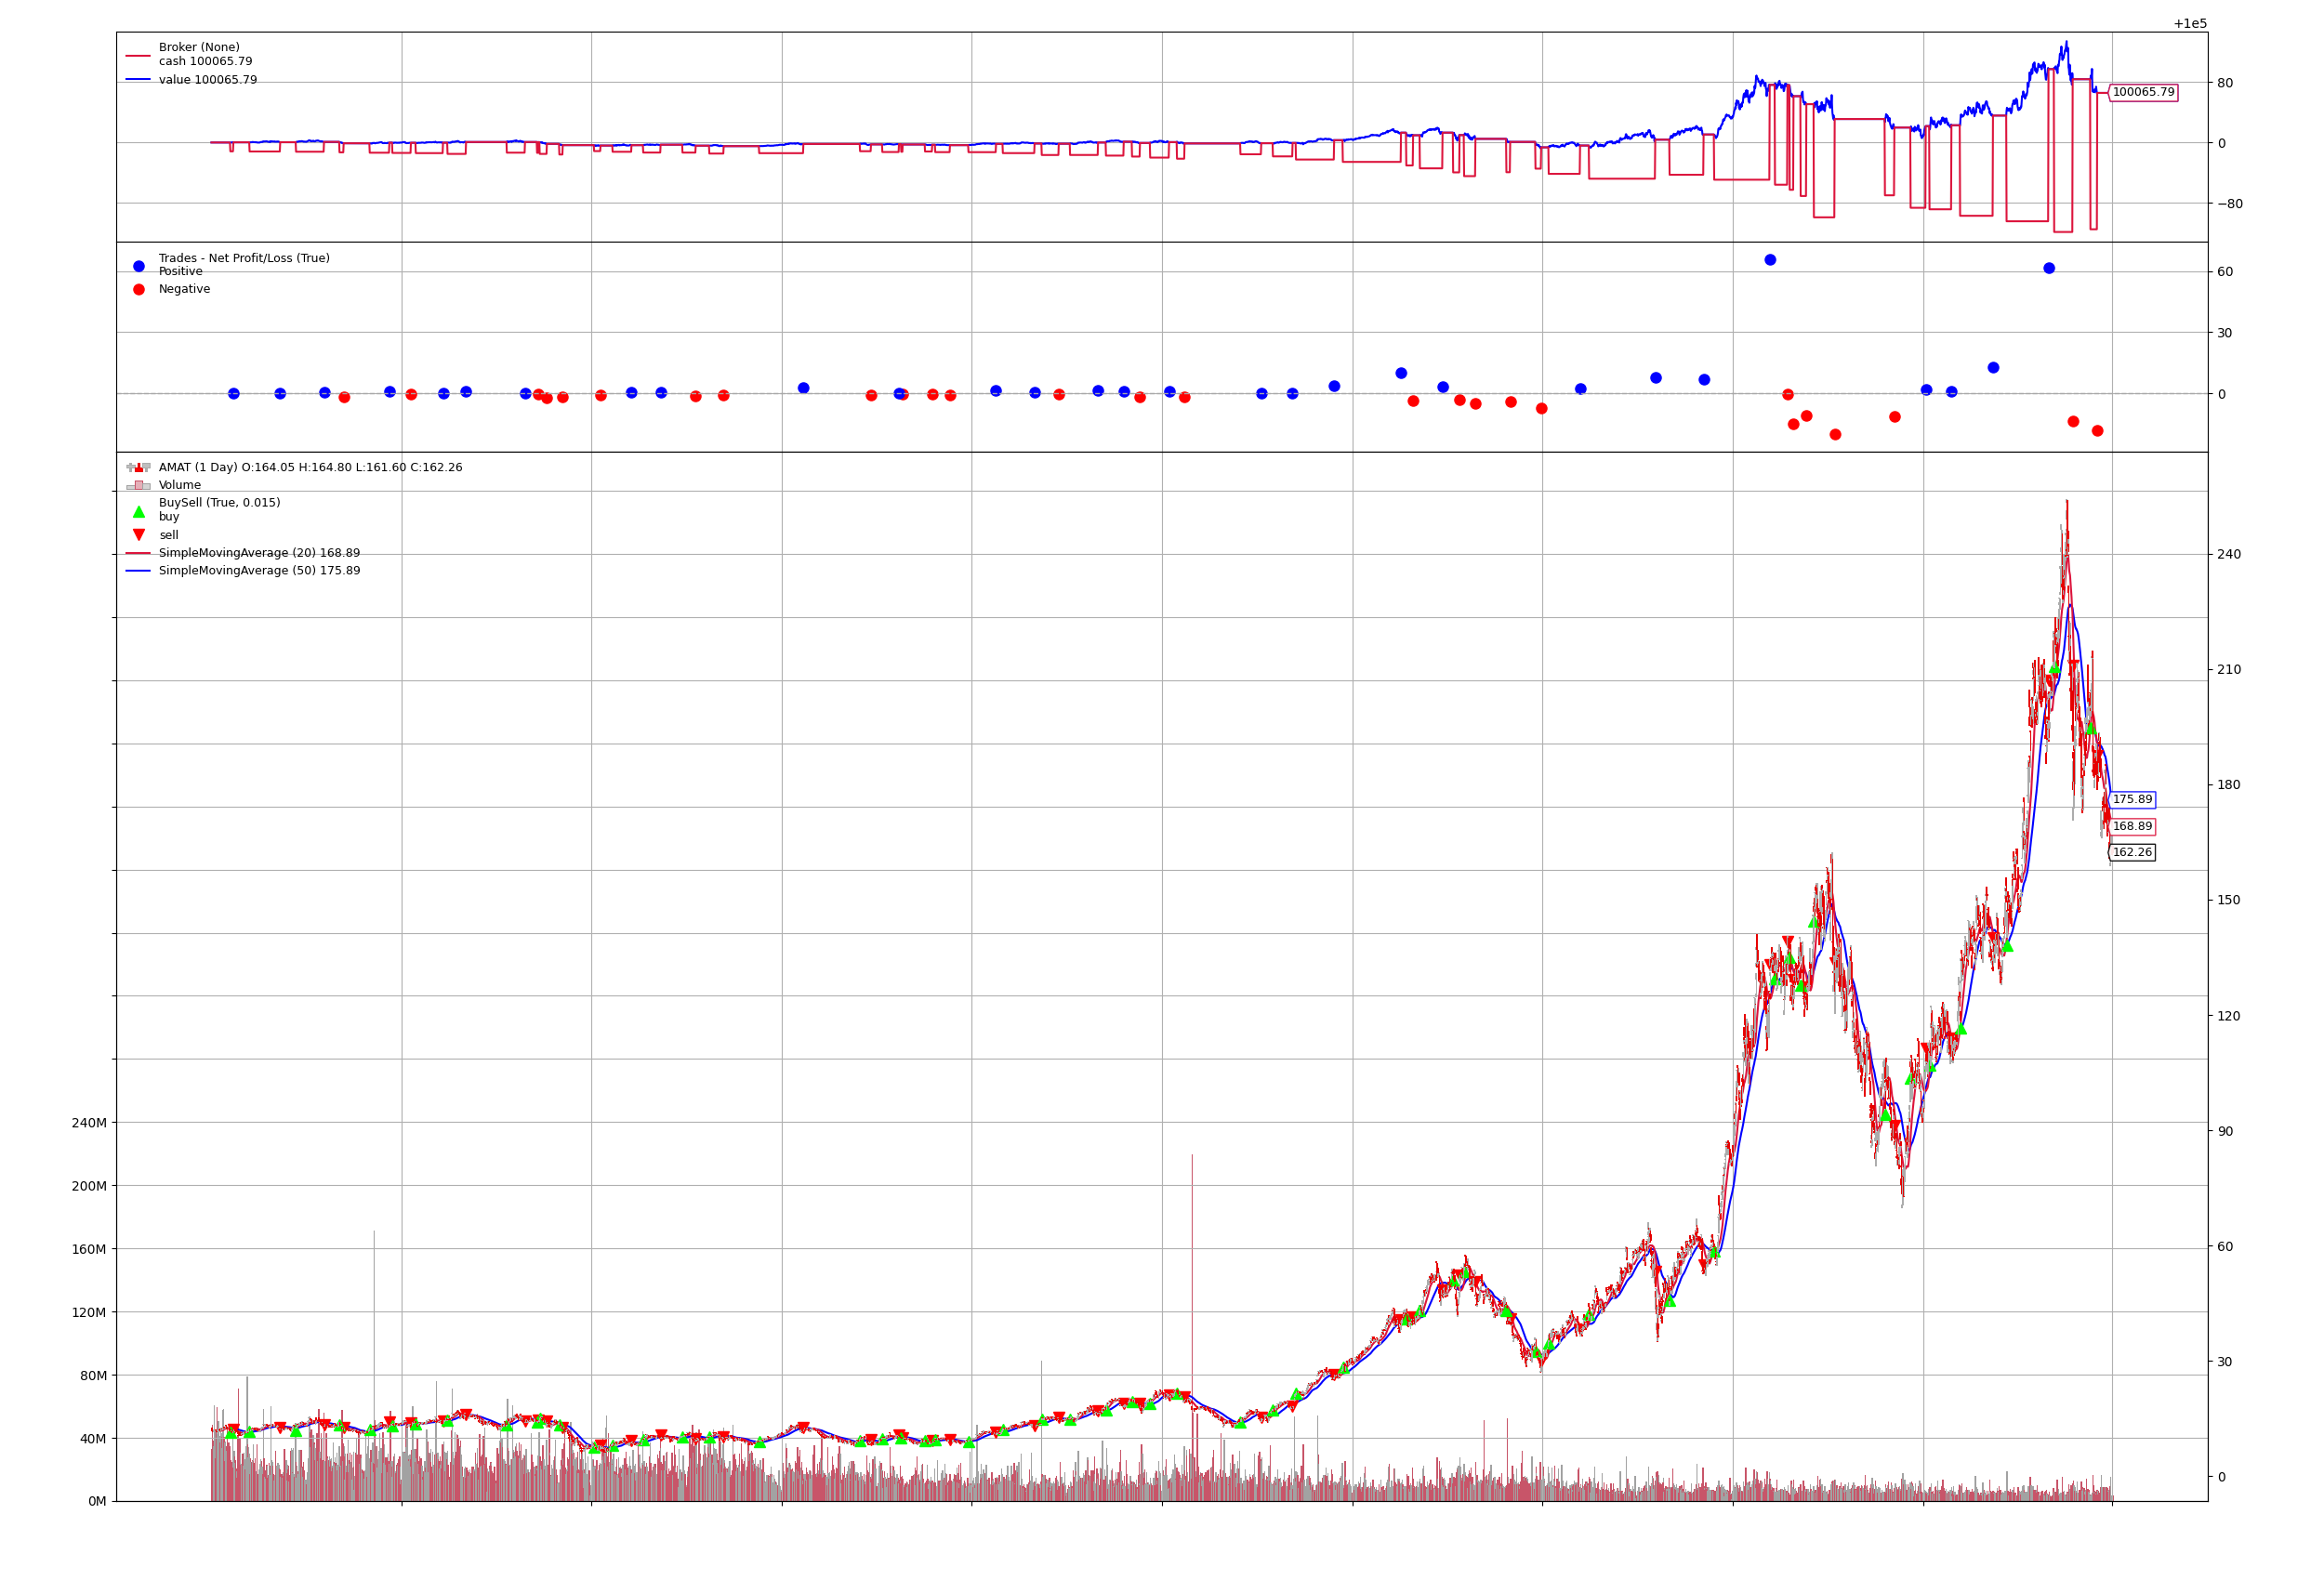 +1e5
Broker (None)
cash 100065.79
value 100065.79
80
100065.79
0
−80
Trades - Net Profit/Loss (True)
Positive
Negative
60
30
0
AMAT (1 Day) O:164.05 H:164.80 L:161.60 C:162.26
Volume
BuySell (True, 0.015)
buy
sell
SimpleMovingAverage (20) 168.89
SimpleMovingAverage (50) 175.89
240
210
180
175.89
168.89
162.26
150
120
90
60
30
0
240M
200M
160M
120M
80M
40M
0M